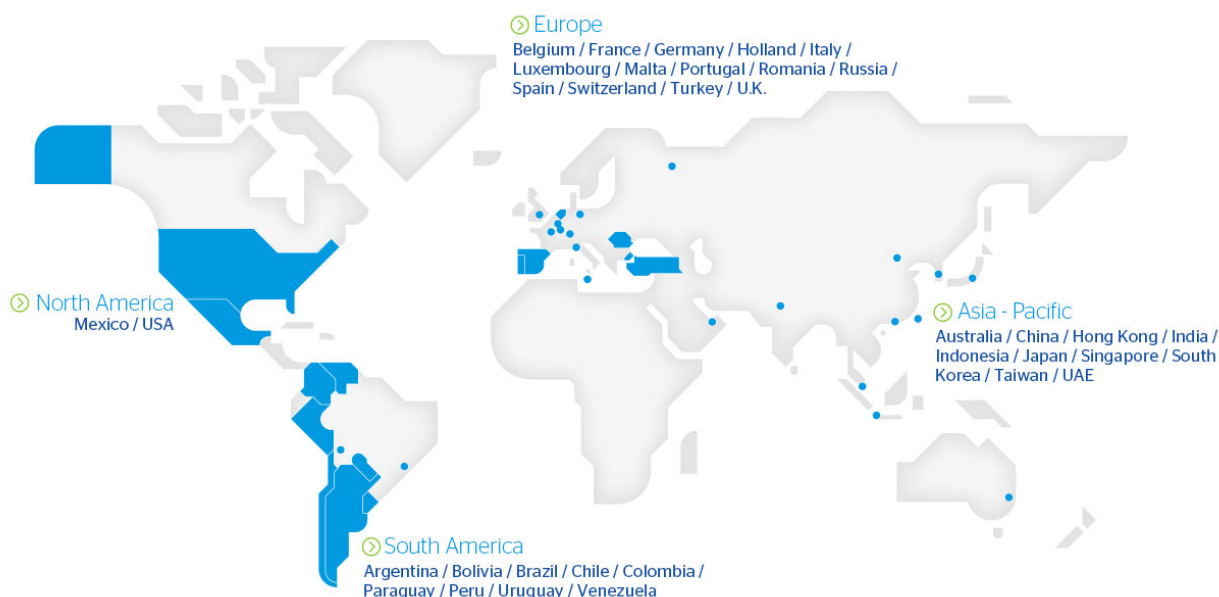 Europe
Belgium / France / Germany / Holland / Italy /
Luxembourg / Malta / Portugal / Romania / Russia /
Spain / Switzerland / Turkey / U.K.
North America
Mexico / USA
Asia - Pacific
Australia / China / Hong Kong / India /
Indonesia / Japan / Singapore / South
Korea / Taiwan / UAE
South America
Argentina / Bolivia / Brazil / Chile / Colombia /
Paraguay / Peru / Uruguay / Venezuela